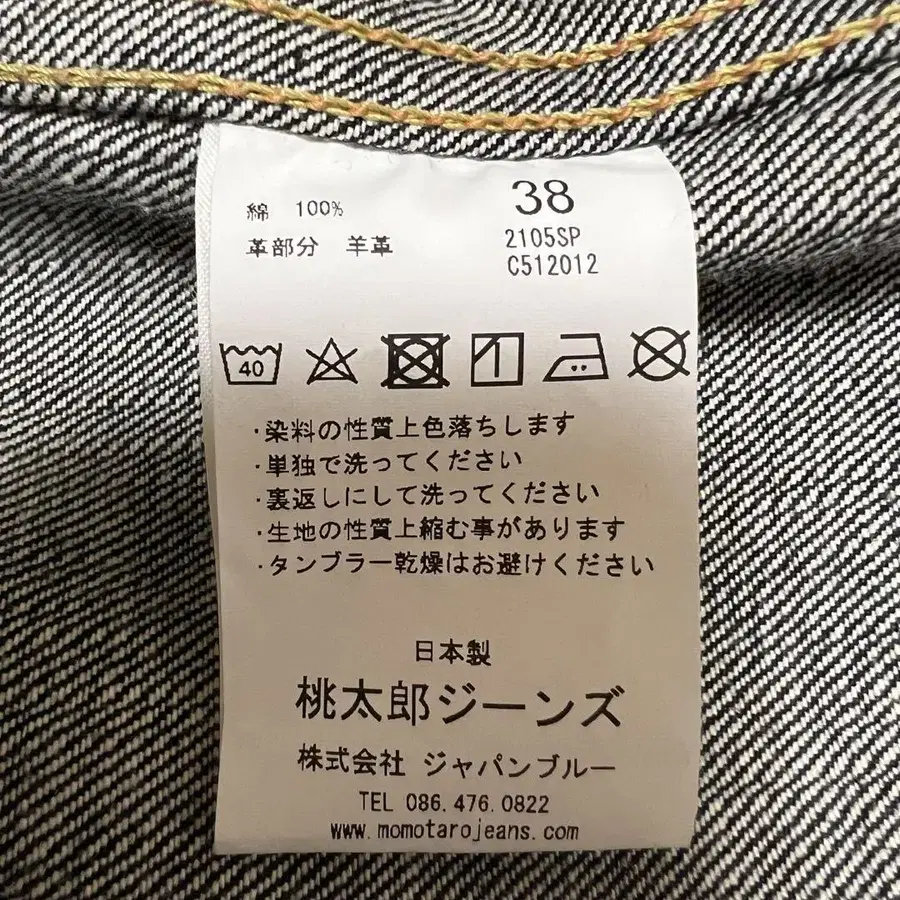 綿 100%
革部分 羊革
38
2105SP
C512012
40
・染料の性質上色落ちします
・単独で洗ってください
・裏返しにして洗ってください
・生地の性質上縮む事があります
・タンブラー乾燥はお避けください
日本製
桃太郎ジーンズ
株式会社 ジャパンブルー
TEL 086.476.0822
www.momotarojeans.com